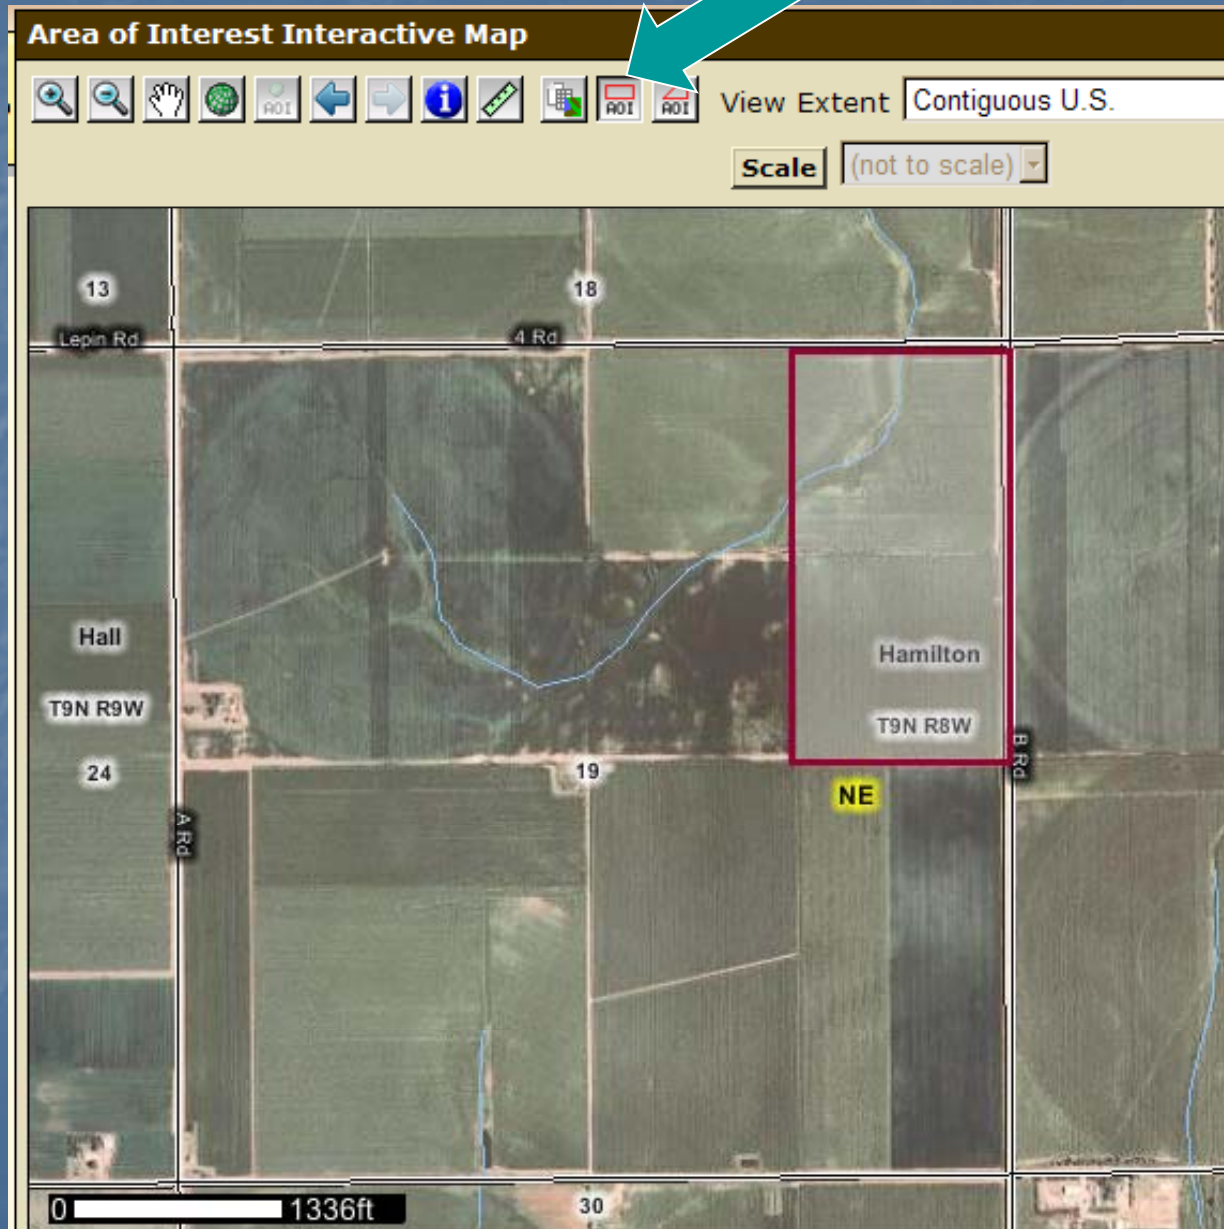 Area of Interest Interactive Map
AOI
AOI
AOI
View Extent
Contiguous U.S.
Scale
(not to scale)
13
18
Lepin Rd
4 Rd
Hall
Hamilton
T9N R9W
T9N R8W
B Rd
24
19
NE
A Rd
0
1336ft
30